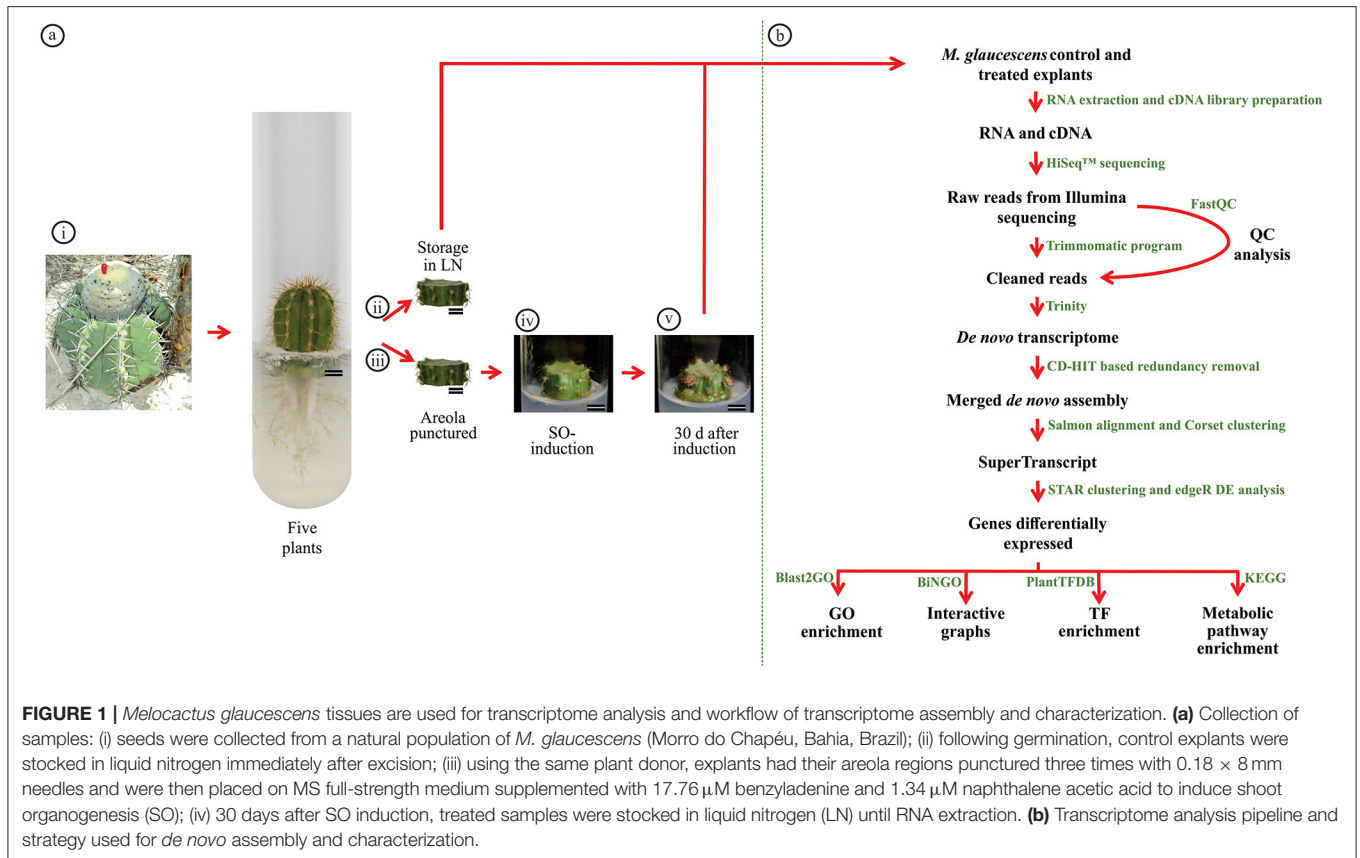 a
i
Five
plants
ii
iii
Storage
in LN
Areola
punctured
iv
SO-
induction
v
30 d after
induction
b
M. glaucescens control and
treated explants
RNA extraction and cDNA library preparation
RNA and cDNA
HiSeq™ sequencing
Raw reads from Illumina
sequencing
FastQC
QC
analysis
Trimmomatic program
Cleaned reads
Trinity
De novo transcriptome
CD-HIT based redundancy removal
Merged de novo assembly
Salmon alignment and Corset clustering
SuperTranscript
STAR clustering and edgeR DE analysis
Genes differentially
expressed
Blast2GO
GO
enrichment
BiNGO
Interactive
graphs
PlantTFDB
TF
enrichment
KEGG
Metabolic
pathway
enrichment
FIGURE 1 | Melocactus glaucescens tissues are used for transcriptome analysis and workflow of transcriptome assembly and characterization. (a) Collection of
samples: (i) seeds were collected from a natural population of M. glaucescens (Morro do Chapéu, Bahia, Brazil); (ii) following germination, control explants were
stocked in liquid nitrogen immediately after excision; (iii) using the same plant donor, explants had their areola regions punctured three times with 0.18 × 8 mm
needles and were then placed on MS full-strength medium supplemented with 17.76 μM benzyladenine and 1.34 μM naphthalene acetic acid to induce shoot
organogenesis (SO); (iv) 30 days after SO induction, treated samples were stocked in liquid nitrogen (LN) until RNA extraction. (b) Transcriptome analysis pipeline and
strategy used for de novo assembly and characterization.